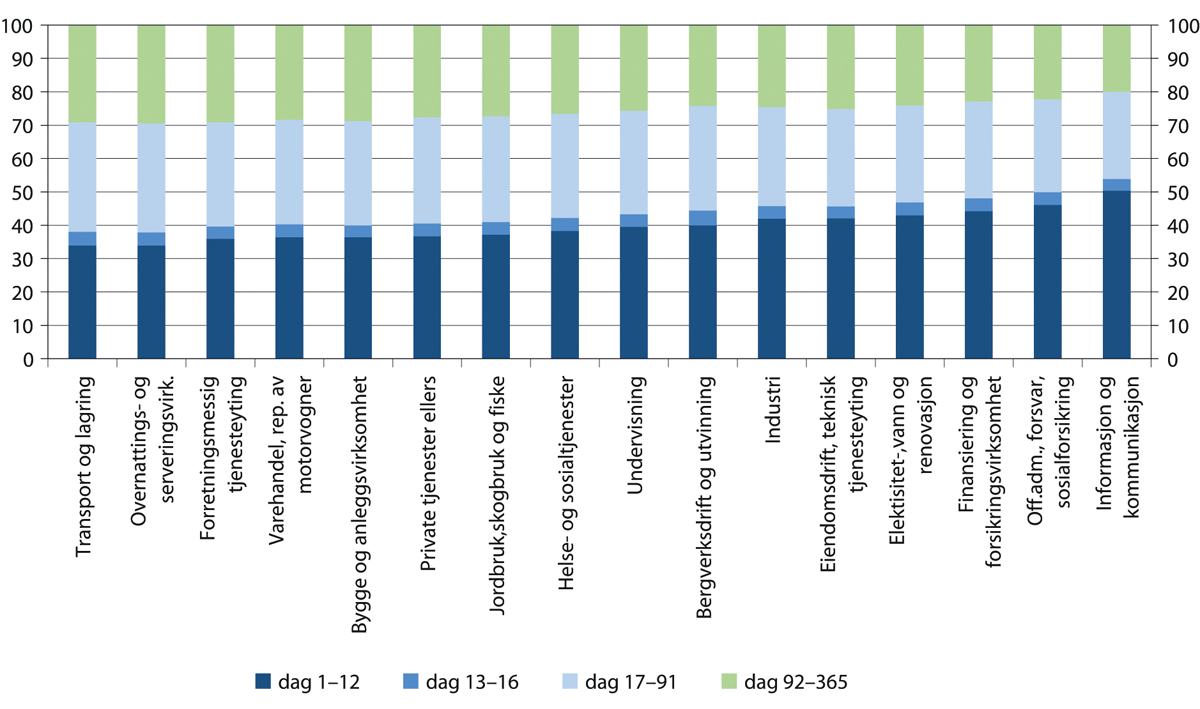 100 100
90 90
80 80
70 70
60 60
50 50
40 40
30 30
20 20
10 10
0 0
Transport og lagring
Overnattings- og
serveringsvirk.
Forretningsmessig
tjenesteyting
Varehandel, rep. av
motorvogner
Bygge og anleggsvirksomhet
Private tjenester ellers
Jordbruk,skogbruk og fiske
Helse- og sosialtjenester
Undervisning
Bergverksdrift og utvinning
Industri
Eiendomsdrift, teknisk
tjenesteyting
Elektisitet-,vann og
renovasjon
Finansiering og
forsikringsvirksomhet
Off.adm., forsvar,
sosialforsikring
Informasjon og
kommunikasjon
dag 1–12 dag 13–16 dag 17–91 dag 92–365